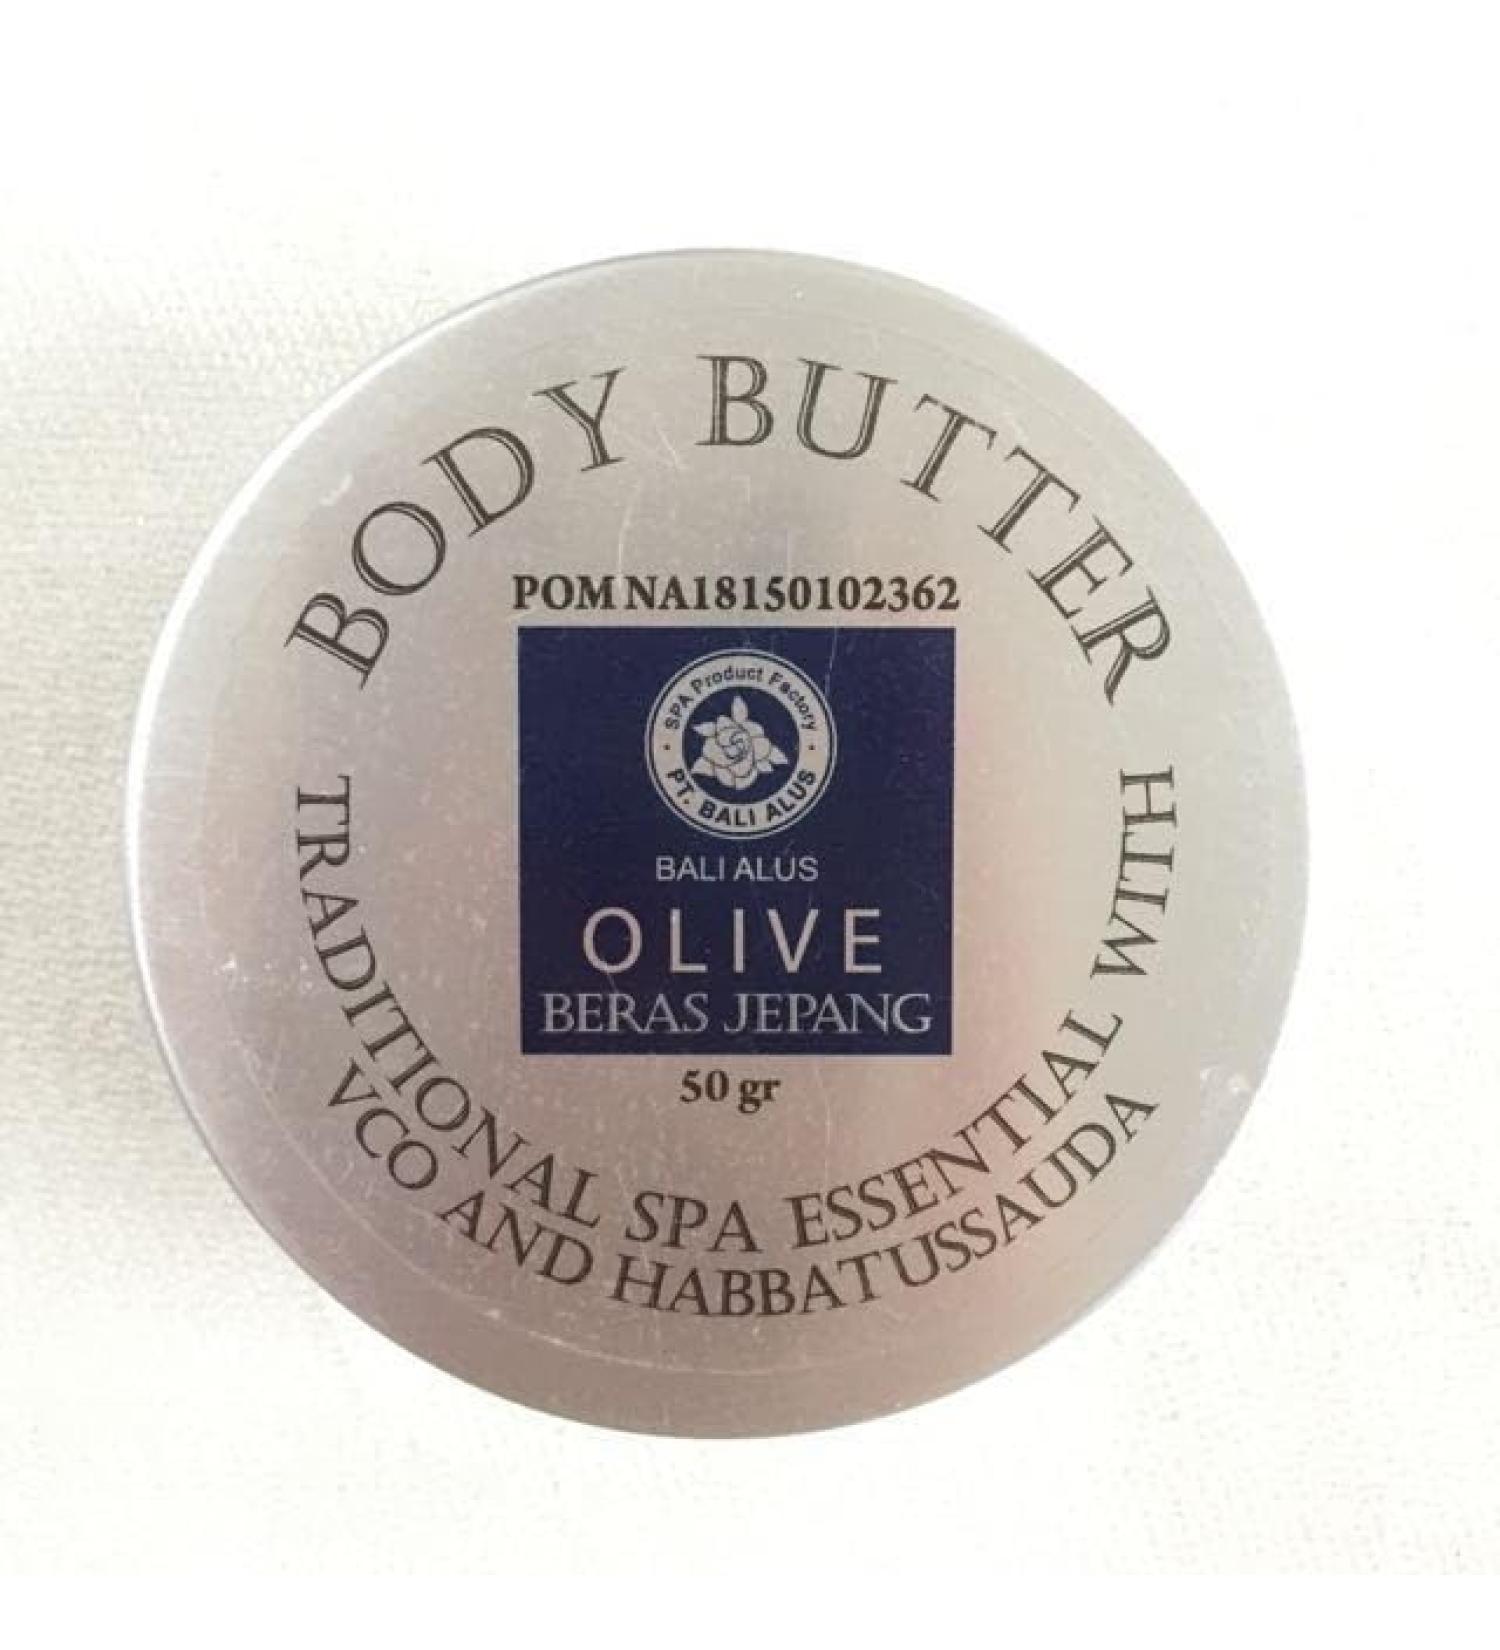 BODY BUTTER
POM NA18150102362
SPA Product Factory
PT. BALI ALUS
BALI ALUS
OLIVE
BERAS JEPANG
50 gr
TRADITIONAL SPA ESSENTIAL WITH
VCO AND HABBATUSSAUDA